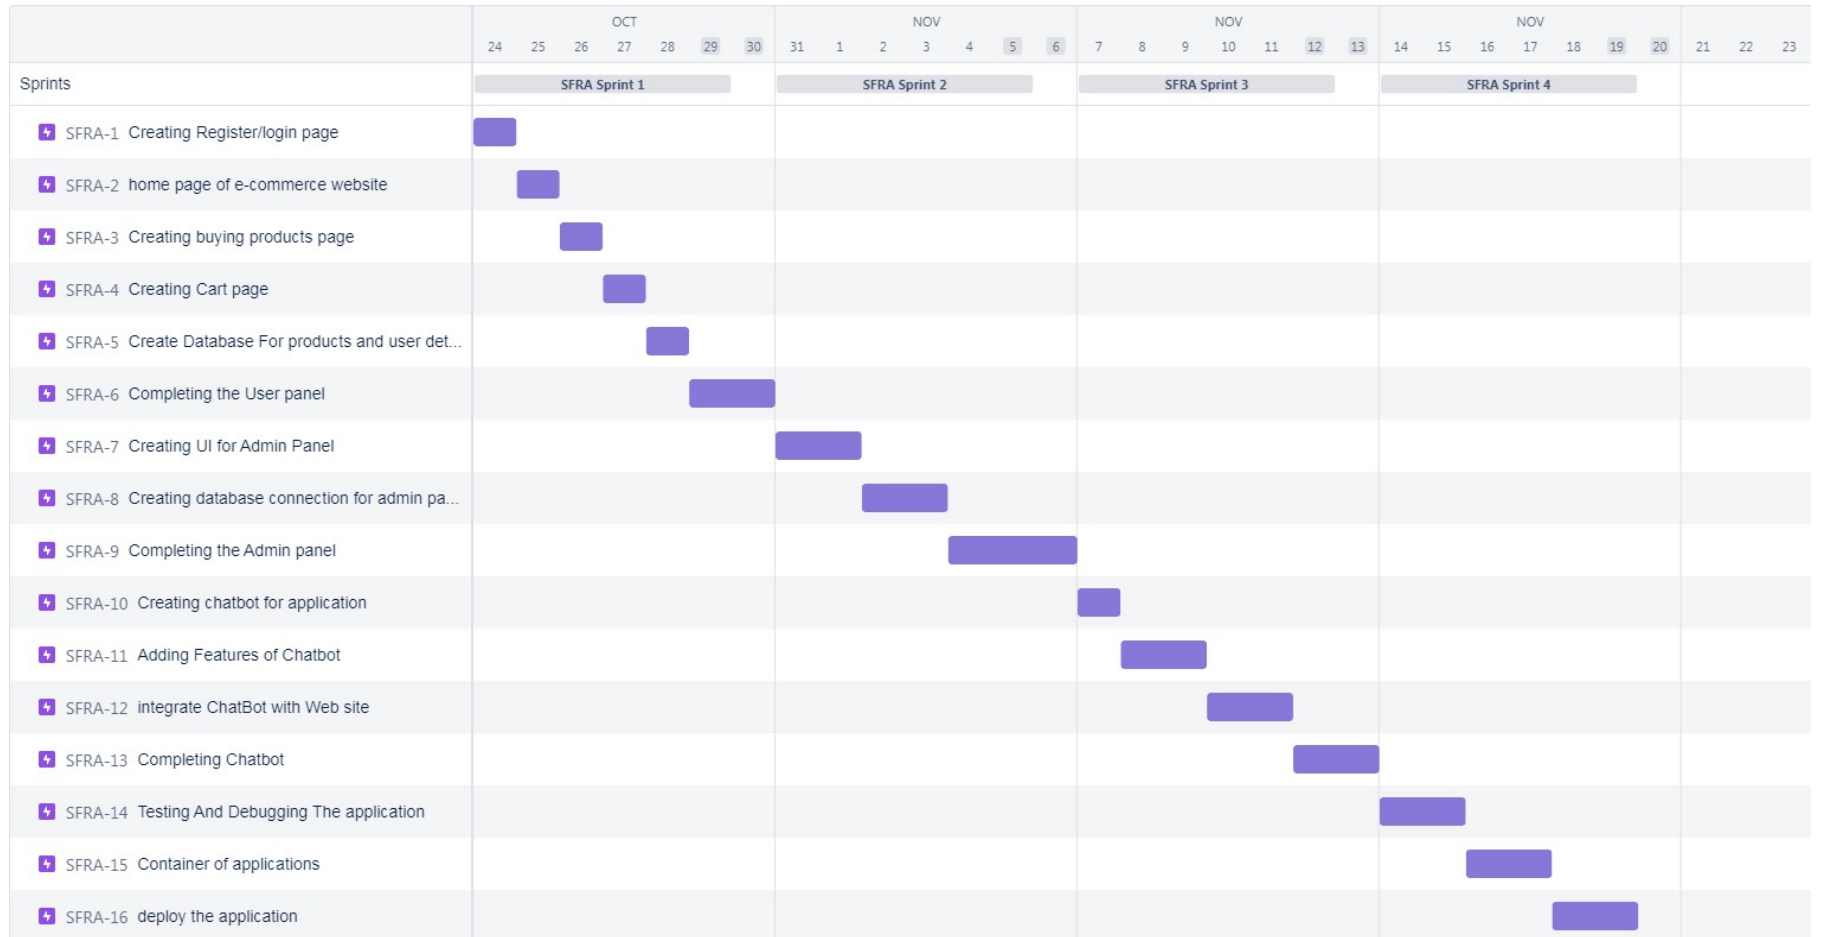 OCT NOV NOV NOV
24 25 26 27 28 29 30 31 1 2 3 4 5 6 7 8 9 10 11 12 13 14 15 16 17 18 19 20 21 22 23
Sprints SFRA Sprint 1 SFRA Sprint 2 SFRA Sprint 3 SFRA Sprint 4
SFRA-1 Creating Register/login page
SFRA-2 home page of e-commerce website
SFRA-3 Creating buying products page
SFRA-4 Creating Cart page
SFRA-5 Create Database For products and user det...
SFRA-6 Completing the User panel
SFRA-7 Creating UI for Admin Panel
SFRA-8 Creating database connection for admin pa...
SFRA-9 Completing the Admin panel
SFRA-10 Creating chatbot for application
SFRA-11 Adding Features of Chatbot
SFRA-12 integrate ChatBot with Web site
SFRA-13 Completing Chatbot
SFRA-14 Testing And Debugging The application
SFRA-15 Container of applications
SFRA-16 deploy the application